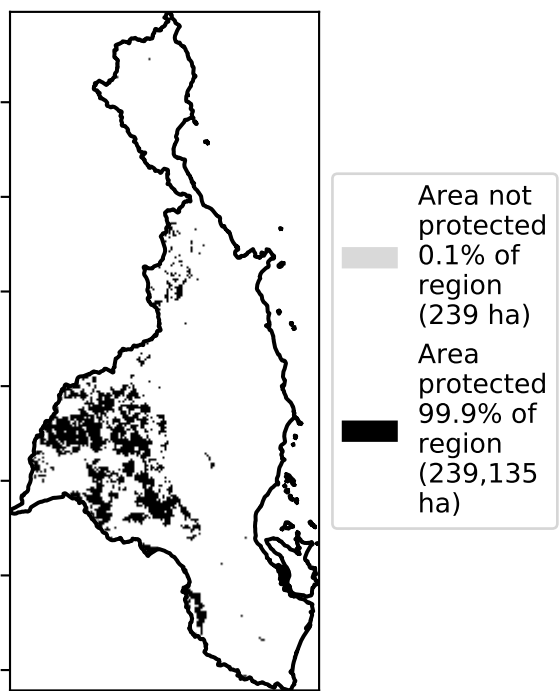 Area not
protected
0.1% of
region
(239 ha)
Area
protected
99.9% of
region
(239,135
ha)